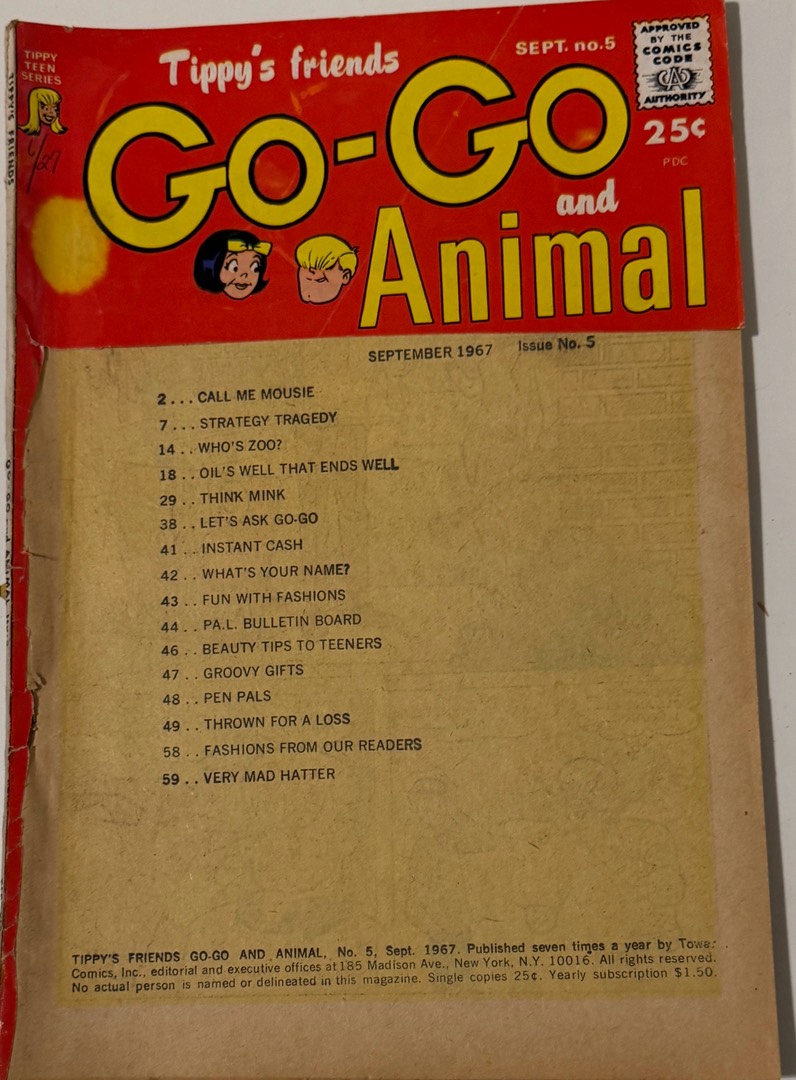 TIPPY
TEEN
SERIES
Tippy's friends
SEPT. no.5
APPROVED
BY THE
COMICS
CODE
CA
AUTHORITY
Go-Go
25¢
PDC
and
Animal
6/27
TIPPY'S FRIENDS
SEPTEMBER 1967 Issue No. 5
2... CALL ME MOUSIE
7... STRATEGY TRAGEDY
14.. WHO'S ZOO?
18.. OIL'S WELL THAT ENDS WELL
29.. THINK MINK
38.. LET'S ASK GO-GO
41... INSTANT CASH
42.. WHAT'S YOUR NAME?
43.. FUN WITH FASHIONS
44.. PA.L. BULLETIN BOARD
46.. BEAUTY TIPS TO TEENERS
47.. GROOVY GIFTS
48.. PEN PALS
49.. THROWN FOR A LOSS
58.. FASHIONS FROM OUR READERS
59.. VERY MAD HATTER
TIPPY'S FRIENDS GO-GO AND ANIMAL, No. 5, Sept. 1967. Published seven times a year by Tower
Comics, Inc., editorial and executive offices at 185 Madison Ave., New York, N.Y. 10016. All rights reserved.
No actual person is named or delineated in this magazine. Single copies 25¢. Yearly subscription $1.50.